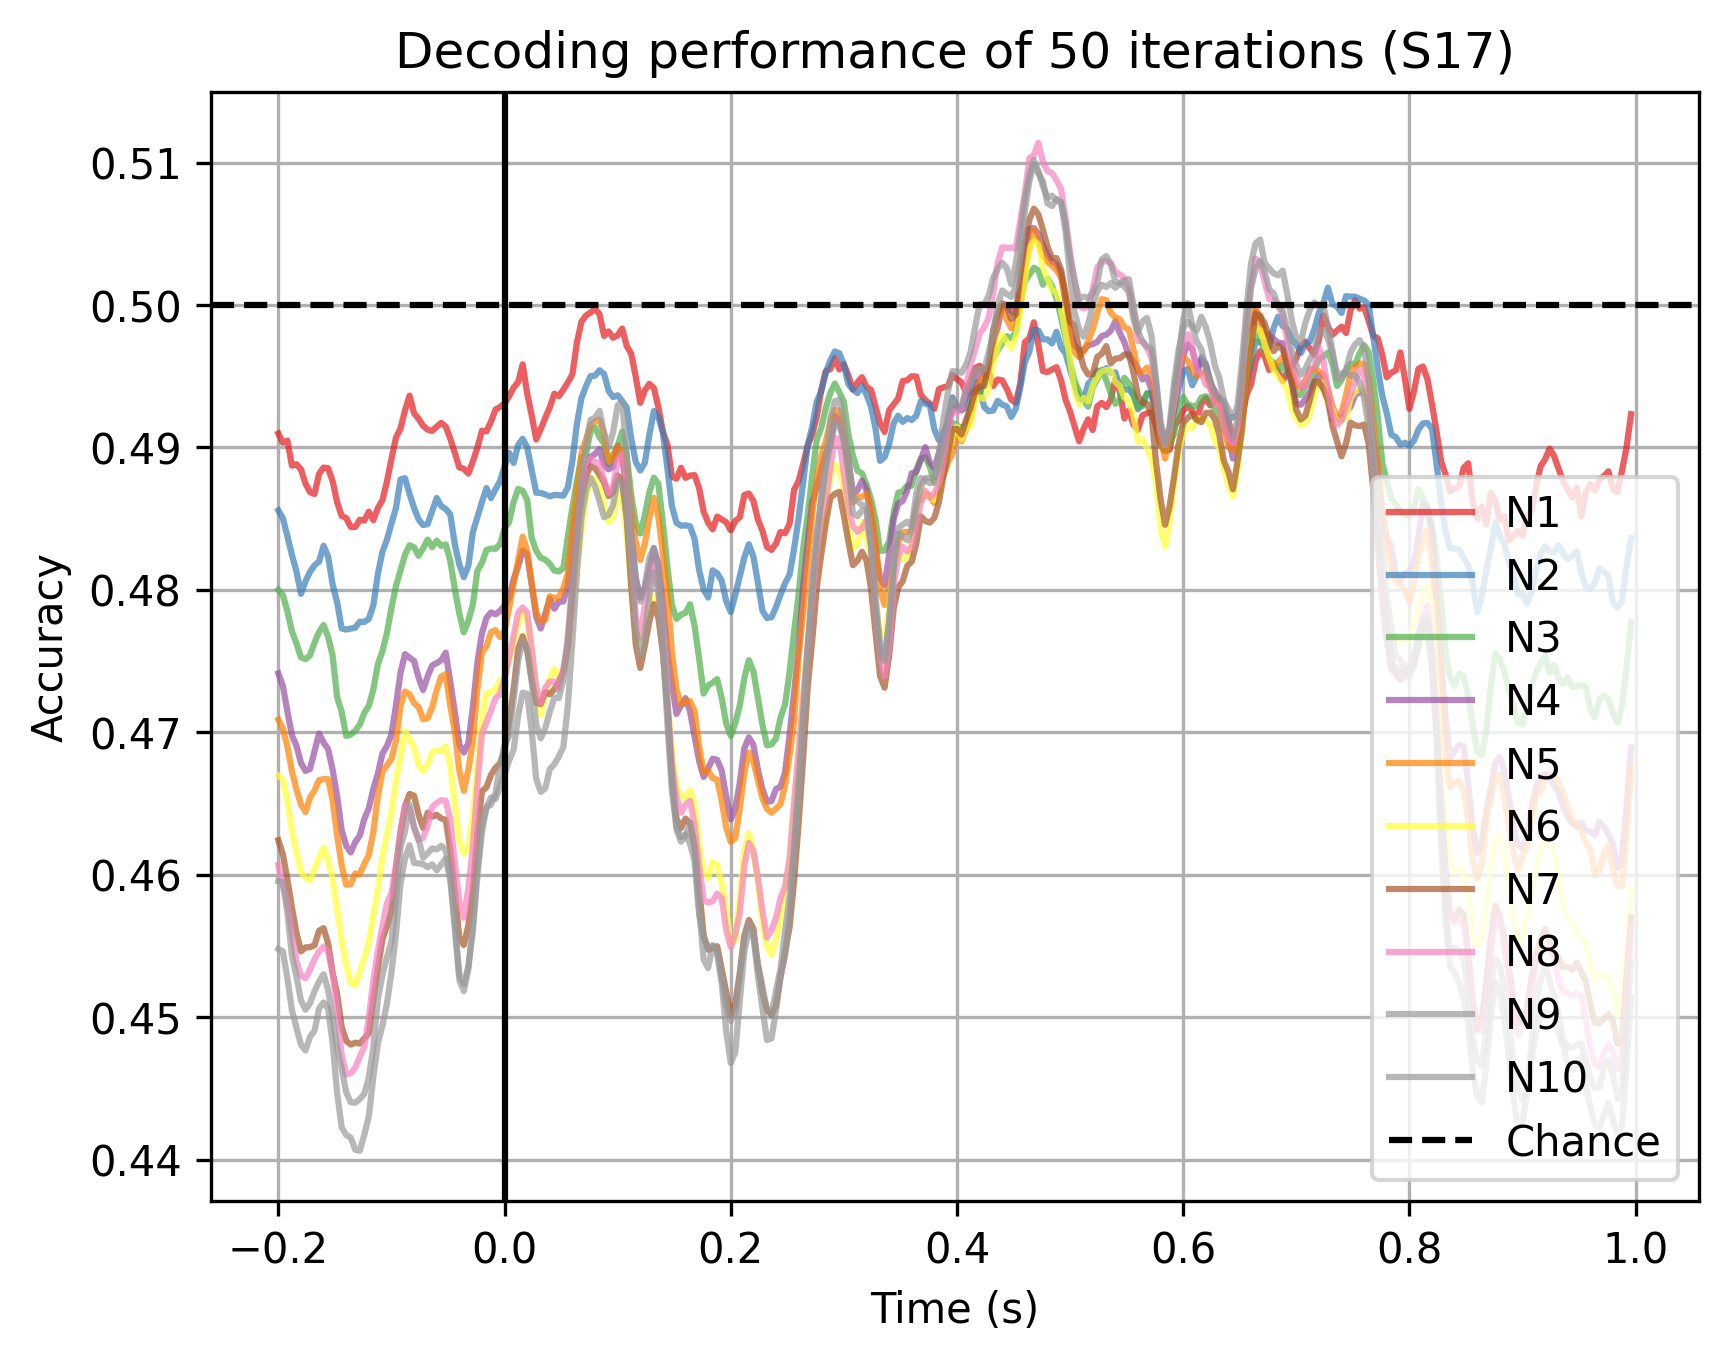 Decoding performance of 50 iterations (S17)
Accuracy
0.51
0.50
0.49
0.48
0.47
0.46
0.45
0.44
−0.2
0.0
0.2
0.4
0.6
0.8
1.0
Time (s)
N1
N2
N3
N4
N5
N6
N7
N8
N9
N10
Chance